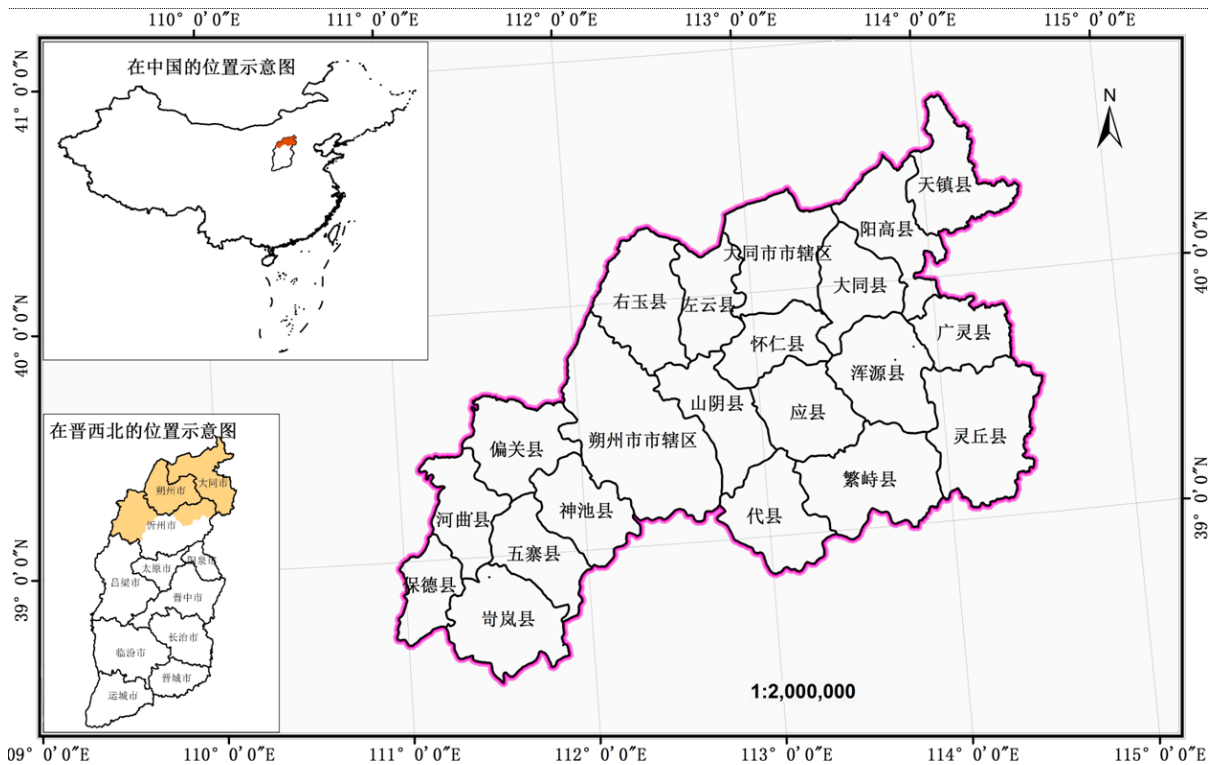 110° 0′0″E
111° 0′0″E
112° 0′0″E
113° 0′0″E
114° 0′0″E
115° 0′0″E
41° 0′0″N
40° 0′0″N
39° 0′0″N
在中国的位置示意图
N
天镇县
阳高县
大同市市辖区
大同县
右玉县
左云县
广灵县
怀仁县
浑源县
山阴县
应县
灵丘县
偏关县
朔州市市辖区
繁峙县
神池县
代县
河曲县
五寨县
保德县
岢岚县
1:2,000,000
40° 0′0″N
39° 0′0″N
在晋西北的位置示意图
大同市
朔州市
忻州市
阳泉市
太原市
吕梁市
晋中市
长治市
临汾市
晋城市
运城市
09° 0′0″E
110° 0′0″E
111° 0′0″E
112° 0′0″E
113° 0′0″E
114° 0′0″E
115° 0′0″E